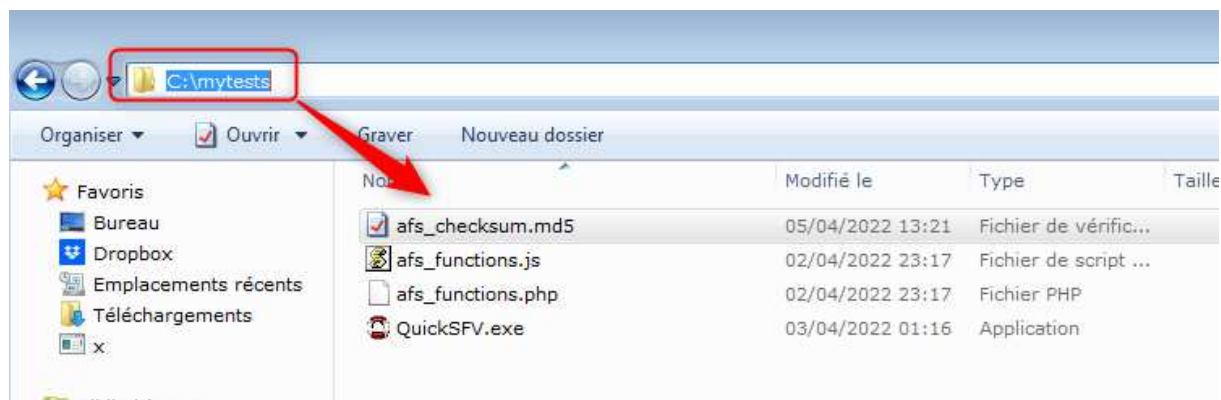 C:\mytests
Organiser Ouvrir Graver Nouveau dossier
Favoris
Bureau
Dropbox
Emplacements récents
Téléchargements
x
Modifié le Type Taille
afs_checksum.md5 05/04/2022 13:21 Fichier de vérific...
afs_functions.js 02/04/2022 23:17 Fichier de script ...
afs_functions.php 02/04/2022 23:17 Fichier PHP
QuickSFV.exe 03/04/2022 01:16 Application